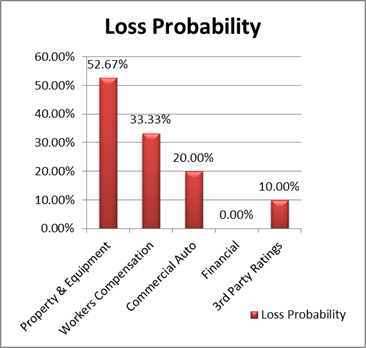 Loss Probability
60.00%
50.00%
40.00%
30.00%
20.00%
10.00%
0.00%
52.67%
33.33%
20.00%
0.00%
10.00%
Property & Equipment
Workers Compensation
Commercial Auto
Financial
3rd Party Ratings
Loss Probability